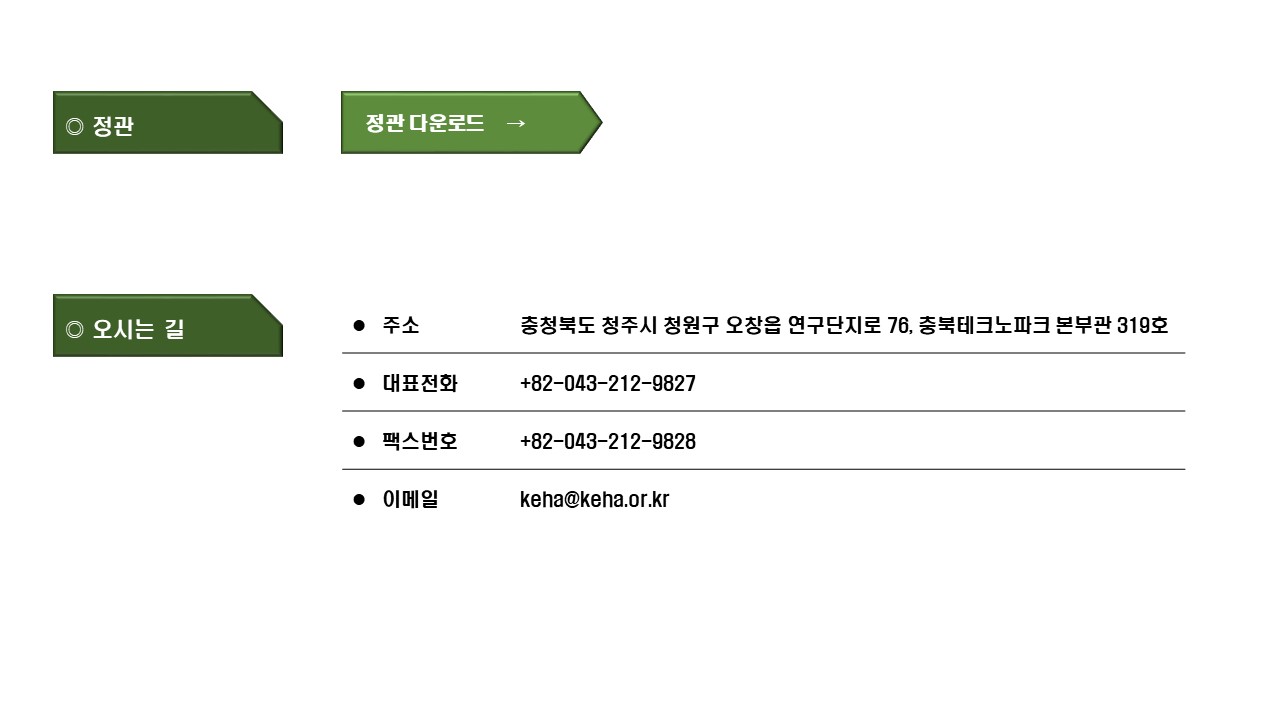 ◎ 정관
정관 다운로드 →
◎ 오시는 길
● 주소 충청북도 청주시 청원구 오창읍 연구단지로 76, 충북테크노파크 본부관 319호
● 대표전화 +82-043-212-9827
● 팩스번호 +82-043-212-9828
● 이메일 keha@keha.or.kr